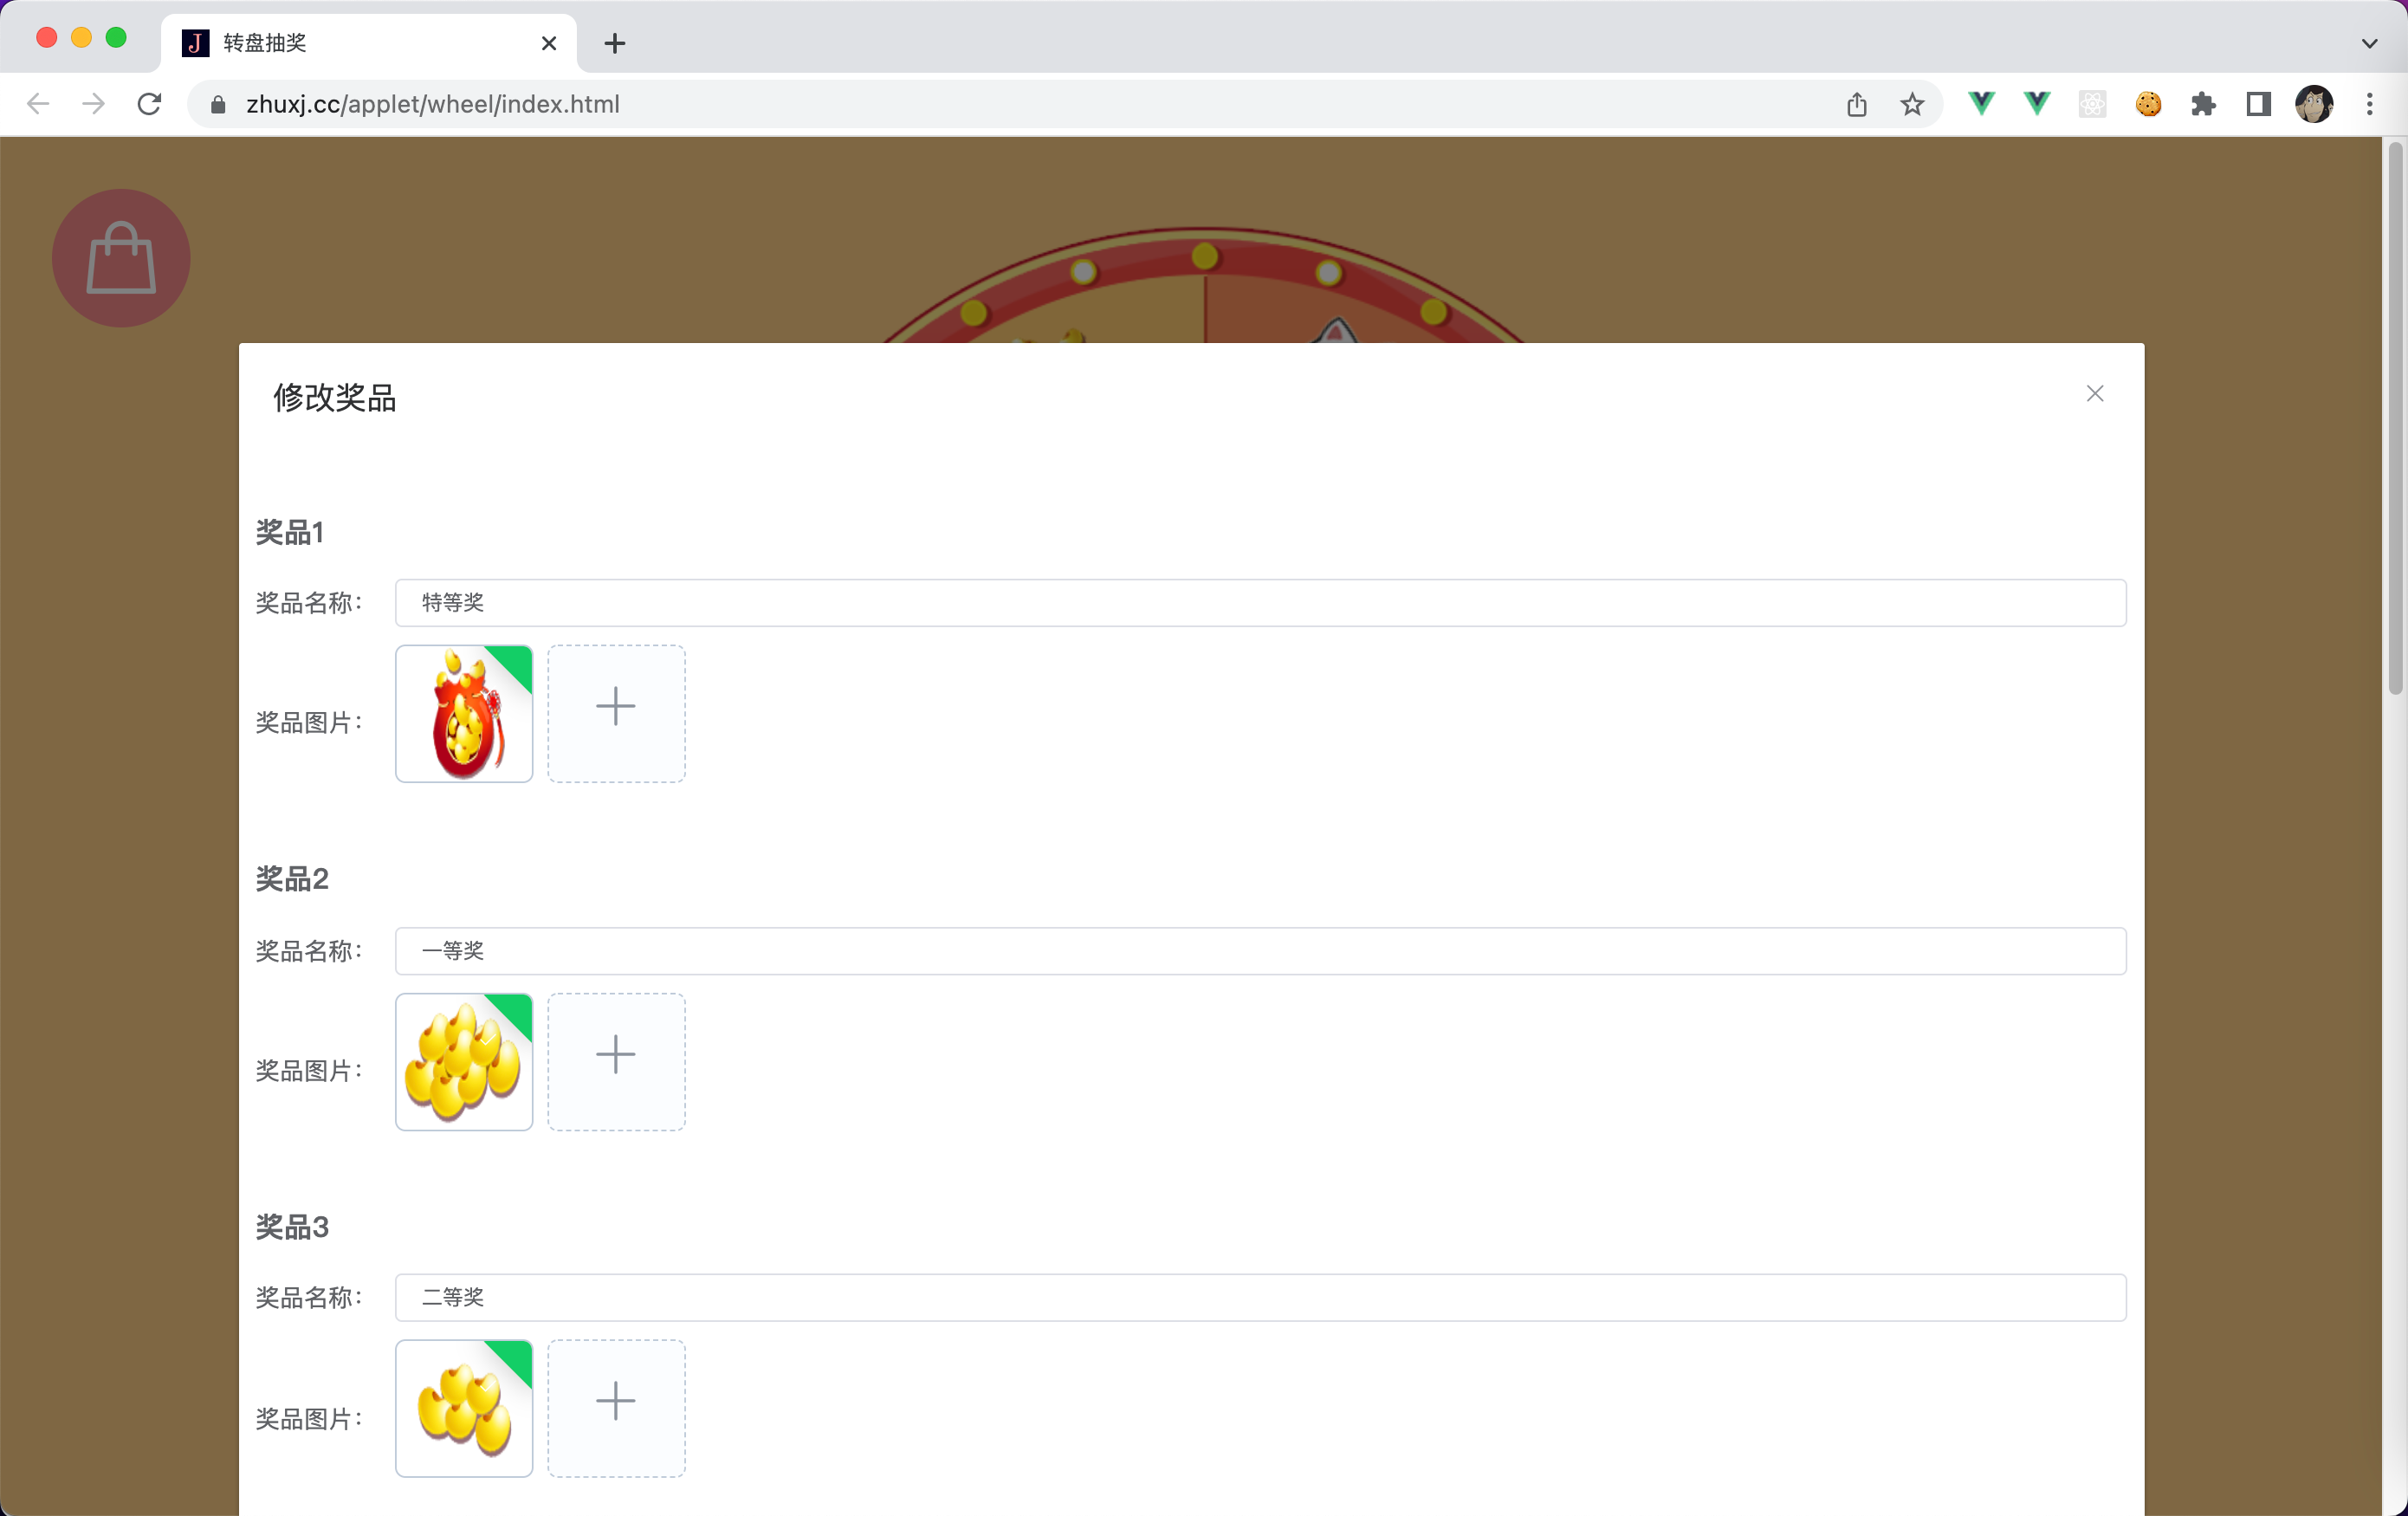 转盘抽奖
zhuxj.cc/applet/wheel/index.html
修改奖品
奖品1
奖品名称：
特等奖
奖品图片：
奖品2
奖品名称：
一等奖
奖品图片：
奖品3
奖品名称：
二等奖
奖品图片：